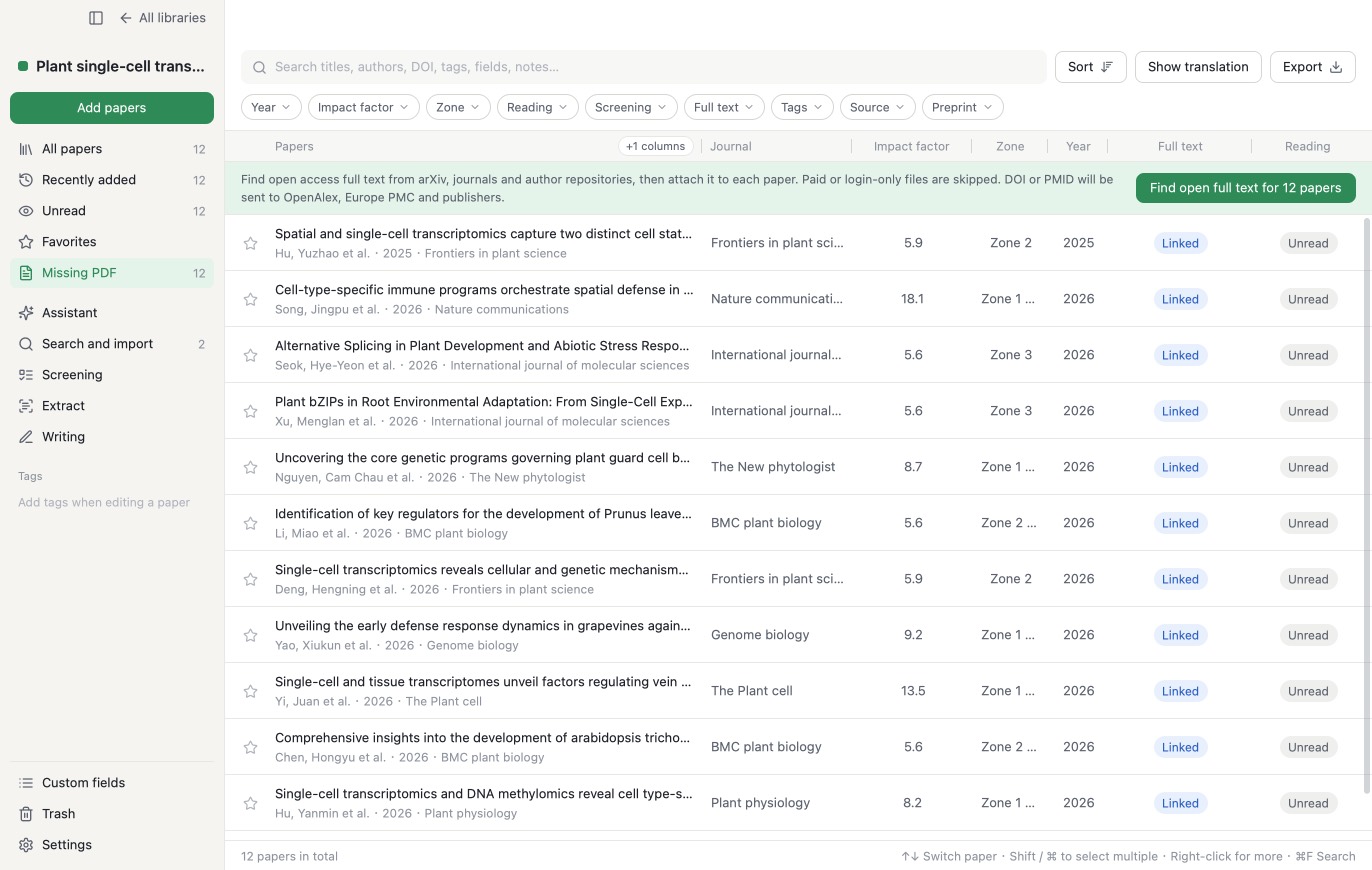 All libraries
Plant single-cell trans...
Add papers
All papers 12
Recently added 12
Unread 12
Favorites
Missing PDF 12
Assistant
Search and import 2
Screening
Extract
Writing
Tags
Add tags when editing a paper
Custom fields
Trash
Settings
Search titles, authors, DOI, tags, fields, notes...
Sort
Show translation
Export
Year Impact factor Zone Reading Screening Full text Tags Source Preprint
Papers +1 columns Journal Impact factor Zone Year Full text Reading
Find open access full text from arXiv, journals and author repositories, then attach it to each paper. Paid or login-only files are skipped. DOI or PMID will be
sent to OpenAlex, Europe PMC and publishers.
Find open full text for 12 papers
Spatial and single-cell transcriptomics capture two distinct cell stat...
Hu, Yuzhao et al. · 2025 · Frontiers in plant science
Frontiers in plant sci... 5.9 Zone 2 2025 Linked Unread
Cell-type-specific immune programs orchestrate spatial defense in ...
Song, Jingpu et al. · 2026 · Nature communications
Nature communicati... 18.1 Zone 1 ... 2026 Linked Unread
Alternative Splicing in Plant Development and Abiotic Stress Respo...
Seok, Hye-Yeon et al. · 2026 · International journal of molecular sciences
International journal... 5.6 Zone 3 2026 Linked Unread
Plant bZIPs in Root Environmental Adaptation: From Single-Cell Exp...
Xu, Menglan et al. · 2026 · International journal of molecular sciences
International journal... 5.6 Zone 3 2026 Linked Unread
Uncovering the core genetic programs governing plant guard cell b...
Nguyen, Cam Chau et al. · 2026 · The New phytologist
The New phytologist 8.7 Zone 1 ... 2026 Linked Unread
Identification of key regulators for the development of Prunus leave...
Li, Miao et al. · 2026 · BMC plant biology
BMC plant biology 5.6 Zone 2 ... 2026 Linked Unread
Single-cell transcriptomics reveals cellular and genetic mechanism...
Deng, Hengning et al. · 2026 · Frontiers in plant science
Frontiers in plant sci... 5.9 Zone 2 2026 Linked Unread
Unveiling the early defense response dynamics in grapevines again...
Yao, Xiukun et al. · 2026 · Genome biology
Genome biology 9.2 Zone 1 ... 2026 Linked Unread
Single-cell and tissue transcriptomes unveil factors regulating vein ...
Yi, Juan et al. · 2026 · The Plant cell
The Plant cell 13.5 Zone 1 ... 2026 Linked Unread
Comprehensive insights into the development of arabidopsis tricho...
Chen, Hongyu et al. · 2026 · BMC plant biology
BMC plant biology 5.6 Zone 2 ... 2026 Linked Unread
Single-cell transcriptomics and DNA methylomics reveal cell type-s...
Hu, Yanmin et al. · 2026 · Plant physiology
Plant physiology 8.2 Zone 1 ... 2026 Linked Unread
12 papers in total
↑↓ Switch paper · Shift / ⌘ to select multiple · Right-click for more · ⌘F Search